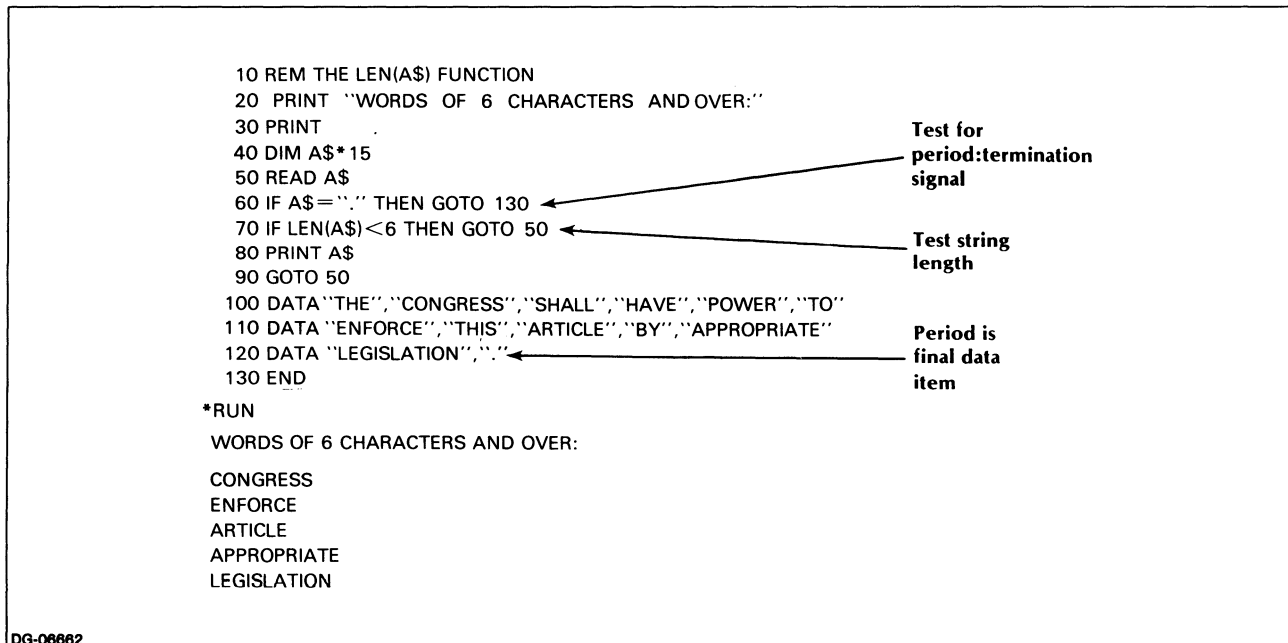 10 REM THE LEN(A$) FUNCTION
20 PRINT ``WORDS OF 6 CHARACTERS AND OVER:''
30 PRINT
40 DIM A$*15
50 READ A$
60 IF A$=``.'' THEN GOTO 130
70 IF LEN(A$)<6 THEN GOTO 50
80 PRINT A$
90 GOTO 50
100 DATA ``THE'',``CONGRESS'',``SHALL'',``HAVE'',``POWER'',``TO''
110 DATA ``ENFORCE'',``THIS'',``ARTICLE'',``BY'',``APPROPRIATE''
120 DATA ``LEGISLATION'',``.''
130 END
Test for
period:termination
signal
Test string
length
Period is
final data
item
*RUN
WORDS OF 6 CHARACTERS AND OVER:
CONGRESS
ENFORCE
ARTICLE
APPROPRIATE
LEGISLATION
DG-06662